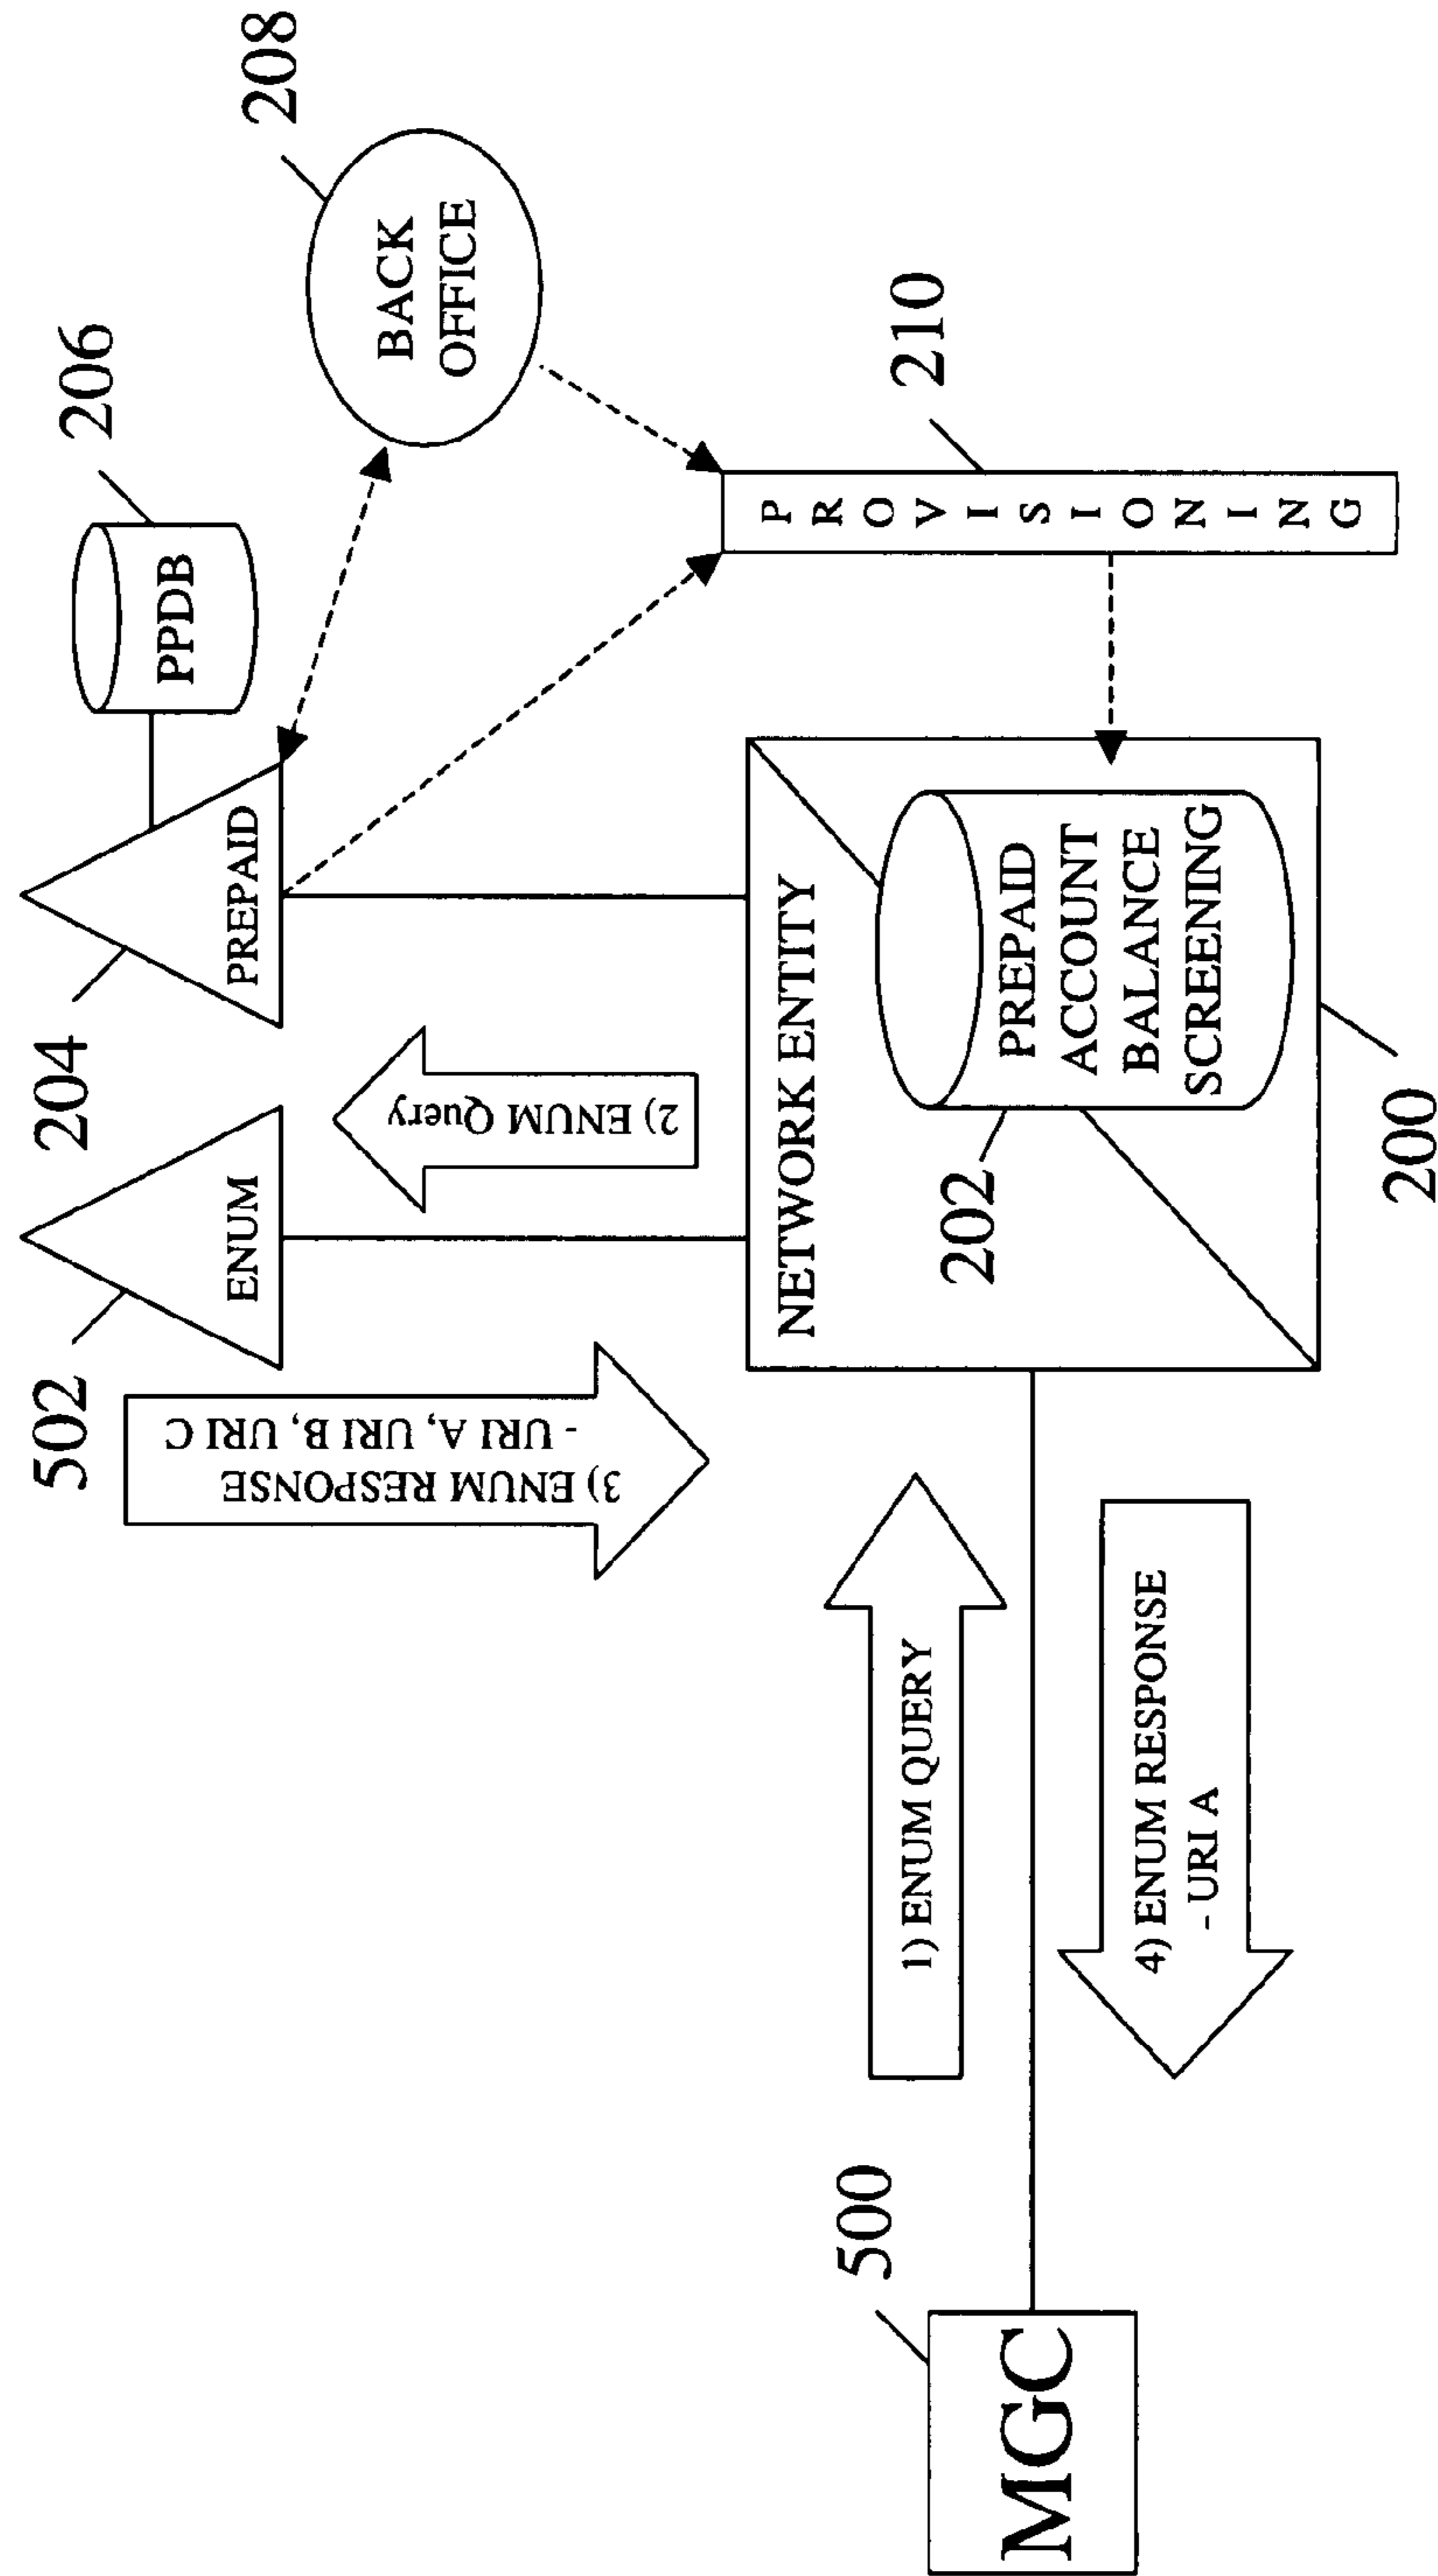 502
204
206
208
ENUM
PREPAID
PPDB
BACK
OFFICE
3) ENUM RESPONSE
- URI A, URI B, URI C
2) ENUM Query
210
P
R
O
V
I
S
I
O
N
I
N
G
500
MGC
1) ENUM QUERY
4) ENUM RESPONSE
- URI A
NETWORK ENTITY
202
PREPAID
ACCOUNT
BALANCE
SCREENING
200